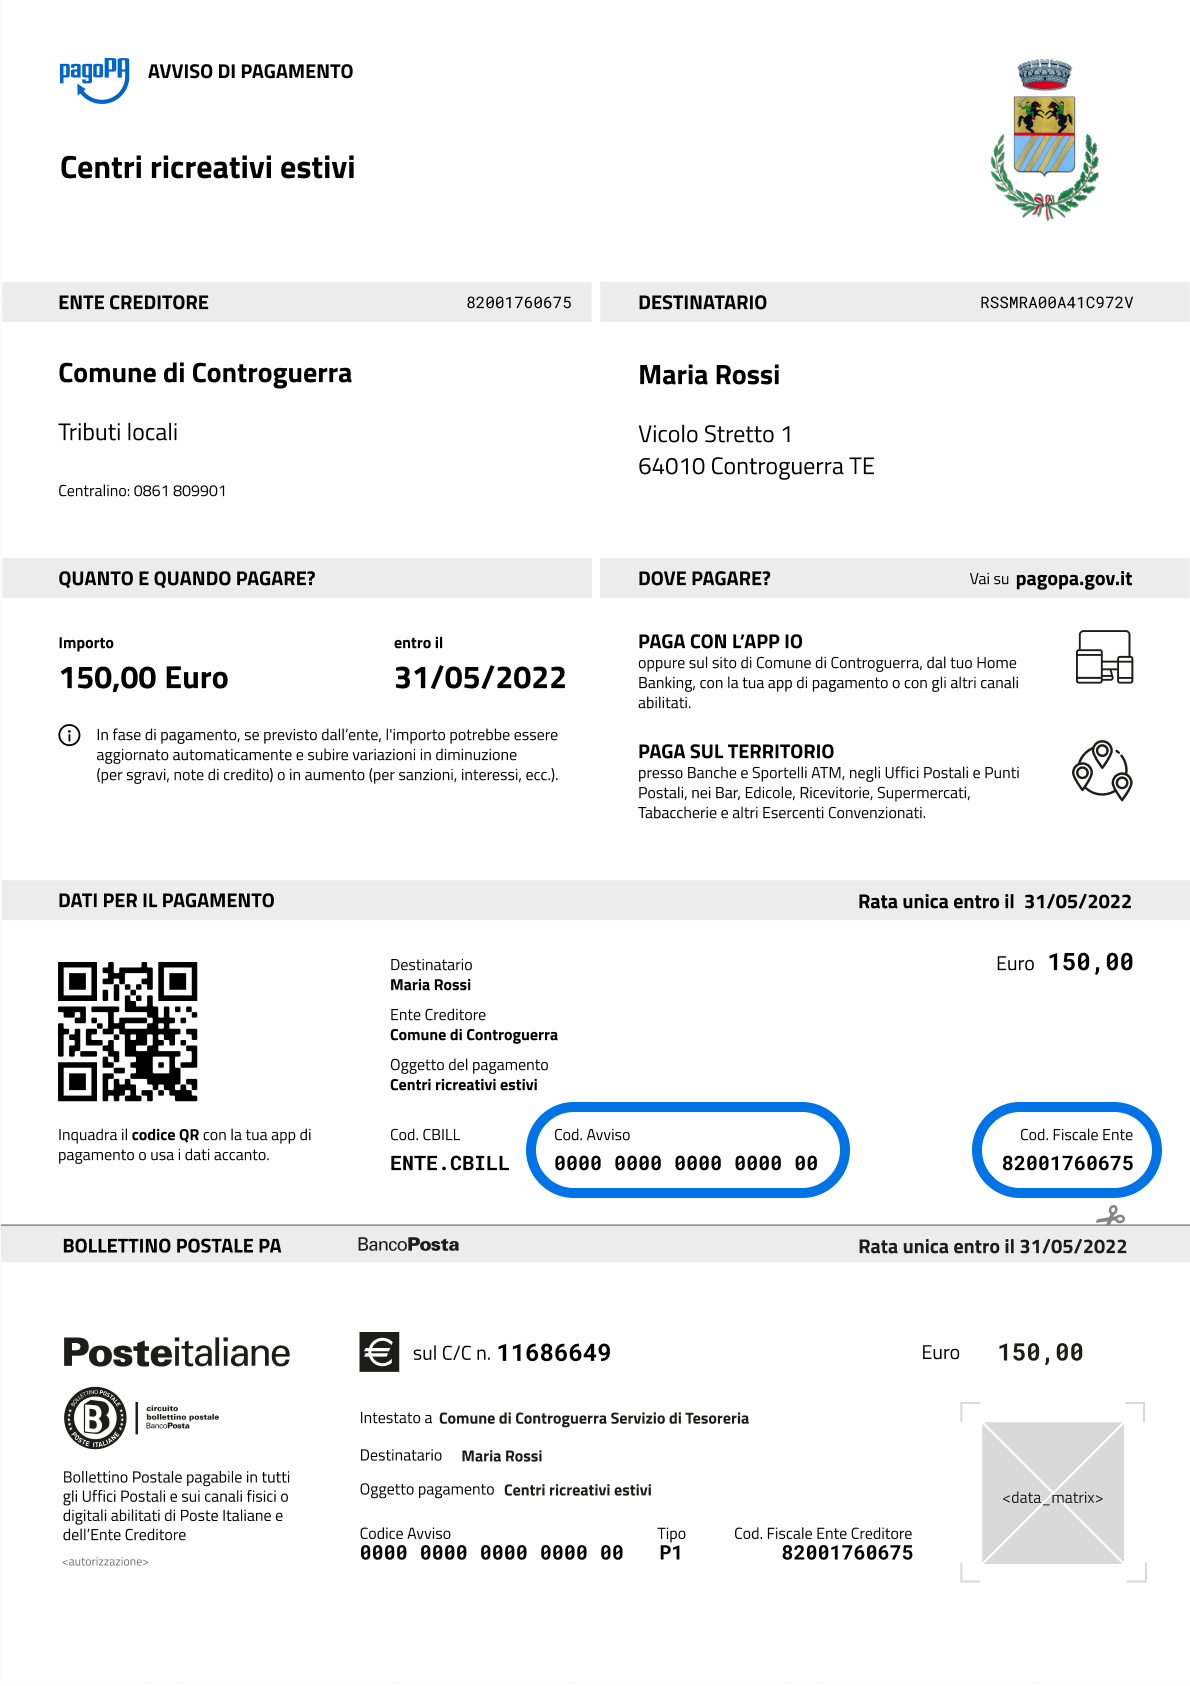 pagoPA AVVISO DI PAGAMENTO
Centri ricreativi estivi
ENTE CREDITORE 82001760675
DESTINATARIO RSSMRA00A41C972V
Comune di Controguerra
Tributi locali
Centralino: 0861 809901
Maria Rossi
Vicolo Stretto 1
64010 Controguerra TE
QUANTO E QUANDO PAGARE?
Importo entro il
150,00 Euro 31/05/2022
In fase di pagamento, se previsto dall'ente, l'importo potrebbe essere
aggiornato automaticamente e subire variazioni in diminuzione
(per sgravi, note di credito) o in aumento (per sanzioni, interessi, ecc.).
DOVE PAGARE? Vai su pagopa.gov.it
PAGA CON L'APP IO
oppure sul sito di Comune di Controguerra, dal tuo Home
Banking, con la tua app di pagamento o con gli altri canali
abilitati.
PAGA SUL TERRITORIO
presso Banche e Sportelli ATM, negli Uffici Postali e Punti
Postali, nei Bar, Edicole, Ricevitorie, Supermercati,
Tabaccherie e altri Esercenti Convenzionati.
DATI PER IL PAGAMENTO Rata unica entro il 31/05/2022
Inquadra il codice QR con la tua app di
pagamento o usa i dati accanto.
Destinatario
Maria Rossi
Euro 150,00
Ente Creditore
Comune di Controguerra
Oggetto del pagamento
Centri ricreativi estivi
Cod. CBILL Cod. Avviso Cod. Fiscale Ente
ENTE.CBILL 0000 0000 0000 0000 00 82001760675
BOLLETTINO POSTALE PA BancoPosta Rata unica entro il 31/05/2022
Posteitaliane
BOLLETTINO POSTALE
B
POSTE ITALIANE
circuito
bollettino postale
BancoPosta
Bollettino Postale pagabile in tutti
gli Uffici Postali e sui canali fisici o
digitali abilitati di Poste Italiane e
dell'Ente Creditore
<autorizzazione>
€ sul C/C n. 11686649 Euro 150,00
Intestato a Comune di Controguerra Servizio di Tesoreria
Destinatario Maria Rossi
Oggetto pagamento Centri ricreativi estivi
Codice Avviso Tipo Cod. Fiscale Ente Creditore
0000 0000 0000 0000 00 P1 82001760675
<data_matrix>